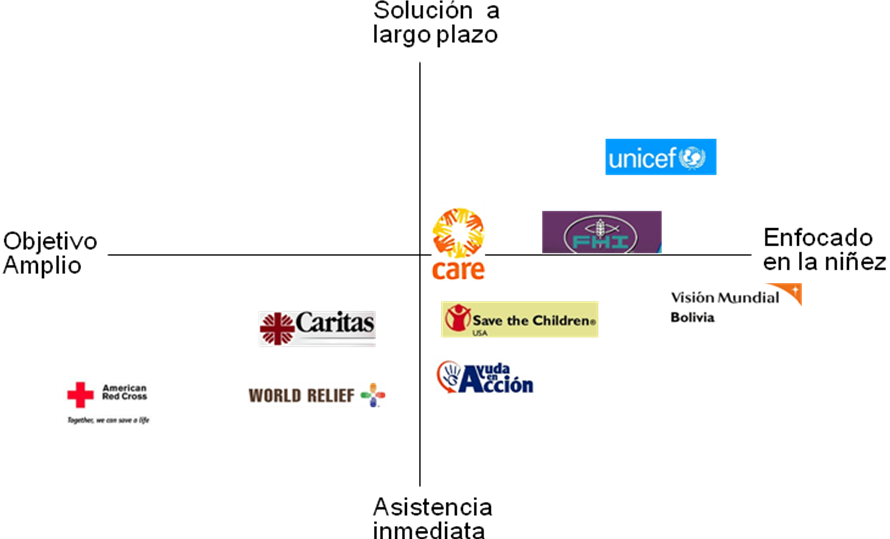 Solución a
largo plazo
unicef
FHI
Objetivo
Amplio
care
Enfocado
en la niñez
Visión Mundial
Bolivia
Caritas
Save the Children®
USA
Ayuda
en
Acción
American
Red Cross
Together, we can save a life
WORLD RELIEF
Asistencia
inmediata